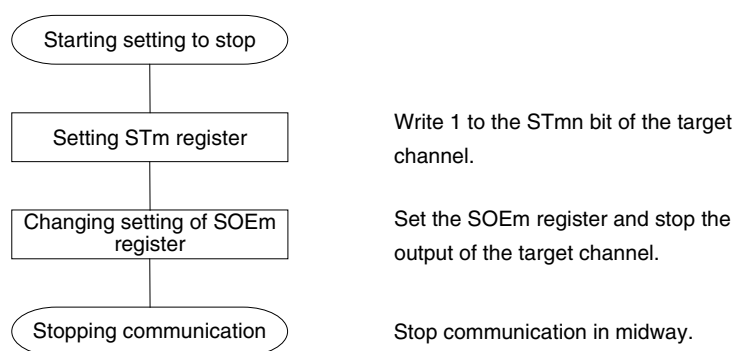 Starting setting to stop
Setting STm register
Write 1 to the STmn bit of the target
channel.
Changing setting of SOEm
register
Set the SOEm register and stop the
output of the target channel.
Stopping communication
Stop communication in midway.